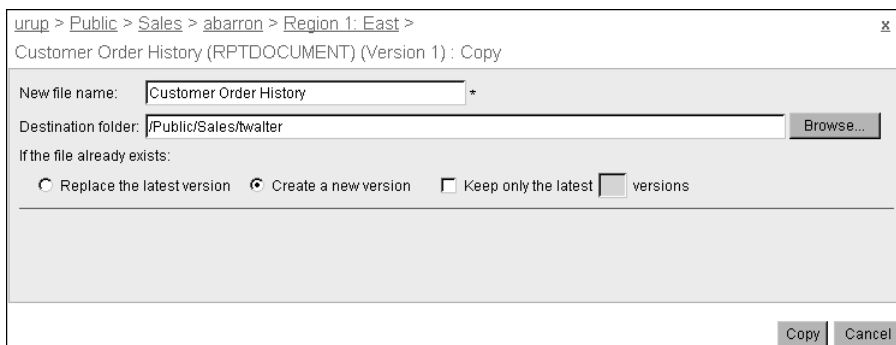 urup > Public > Sales > abarron > Region 1: East > x
Customer Order History (RPTDOCUMENT) (Version 1) : Copy
New file name: Customer Order History *
Destination folder: /Public/Sales/twalter Browse...
If the file already exists:
Replace the latest version Create a new version Keep only the latest versions
Copy Cancel